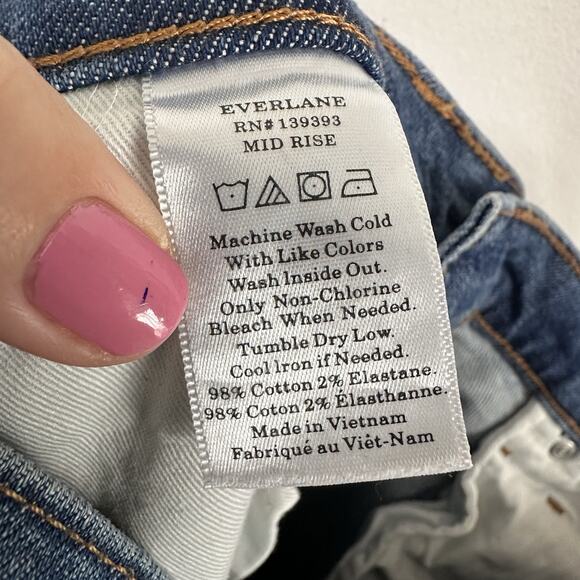 EVERLANE
RN# 139393
MID RISE
Machine Wash Cold
With Like Colors
Wash Inside Out.
Only Non-Chlorine
Bleach When Needed.
Tumble Dry Low.
Cool Iron if Needed.
98% Cotton 2% Elastane.
98% Coton 2% Élasthanne.
Made in Vietnam
Fabriqué au Viêt-Nam